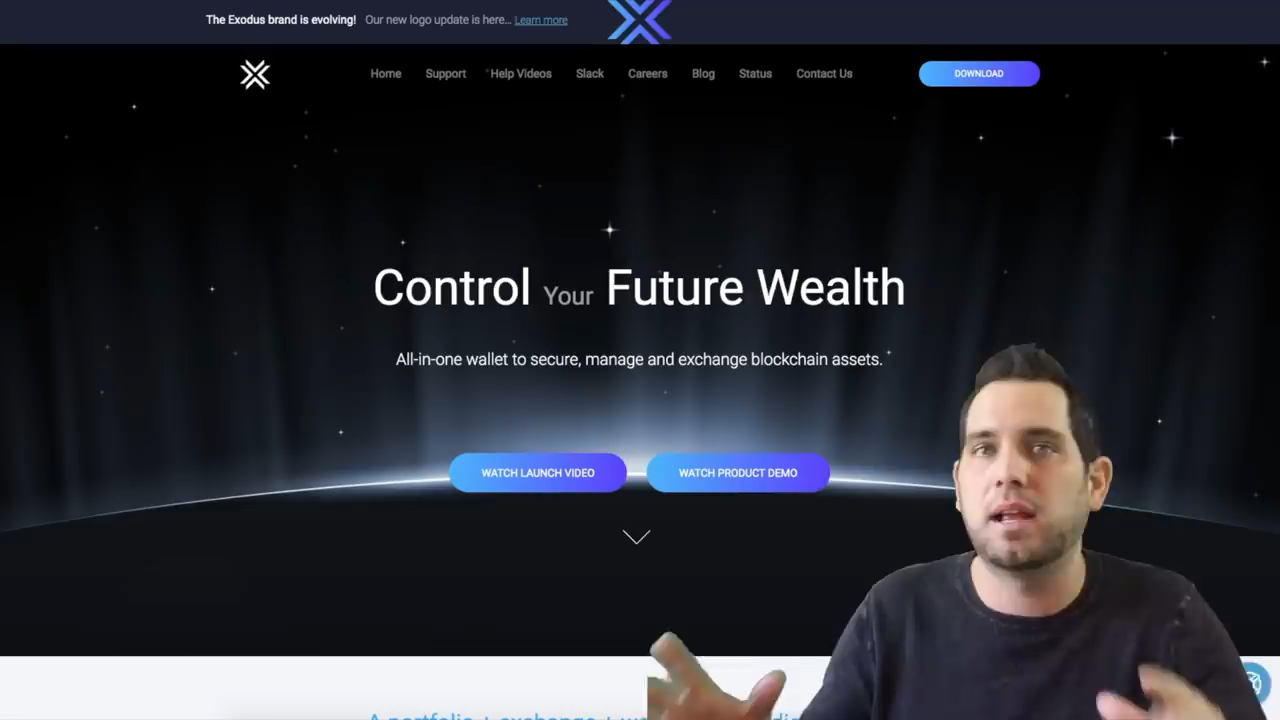 The Exodus brand is evolving! Our new logo update is here... Learn more
Home Support Help Videos Slack Careers Blog Status Contact Us DOWNLOAD
Control Your Future Wealth
All-in-one wallet to secure, manage and exchange blockchain assets.
WATCH LAUNCH VIDEO WATCH PRODUCT DEMO
A portfolio + exchange +